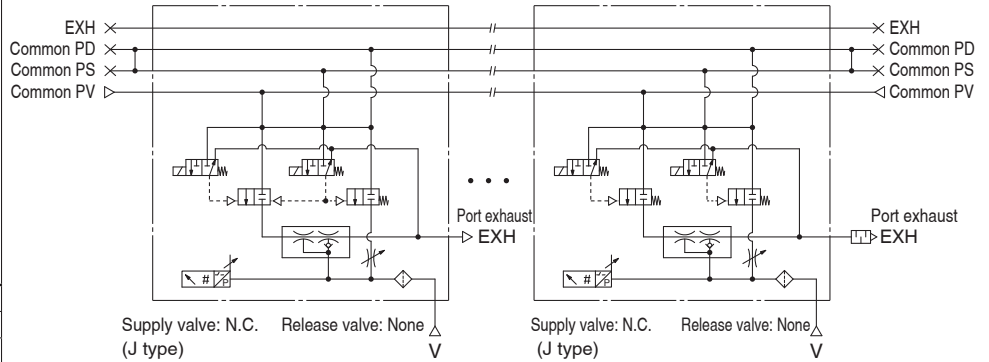 EXH
Common PD
Common PS
Common PV
EXH
Common PD
Common PS
Common PV
Port exhaust
EXH
Port exhaust
EXH
# P
# P
Supply valve: N.C.
(J type)
Release valve: None
V
Supply valve: N.C.
(J type)
Release valve: None
V